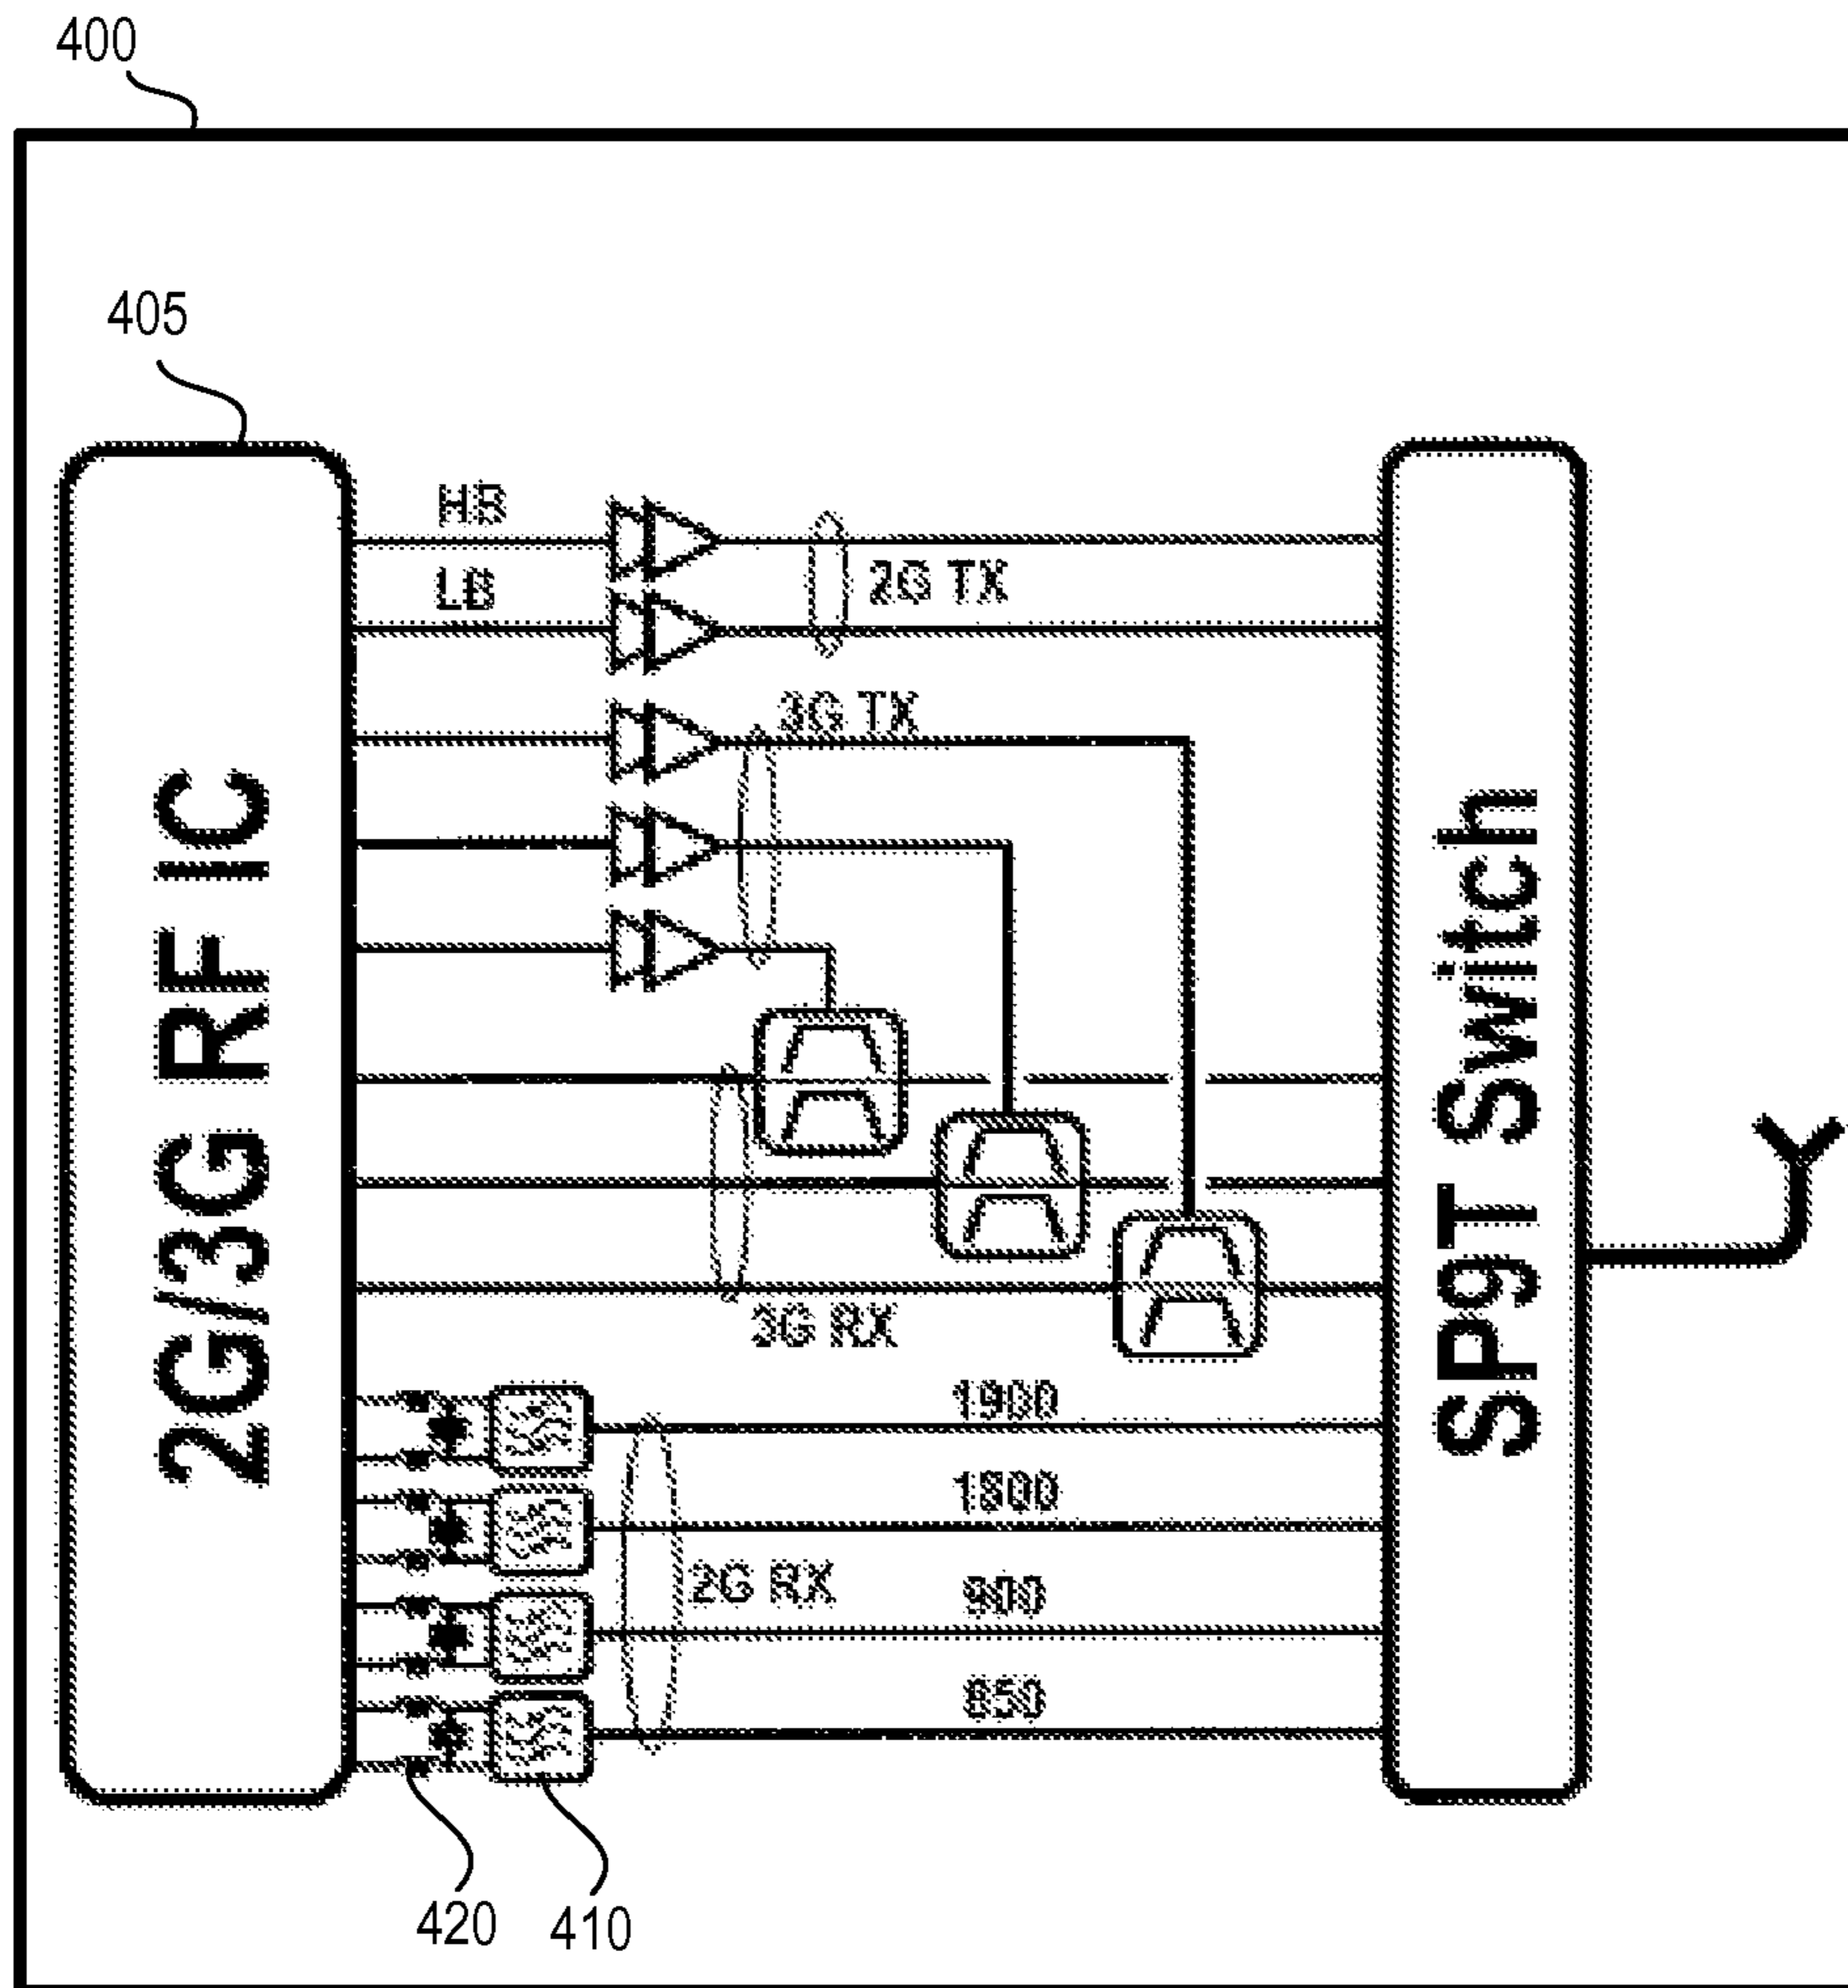 400
405
HB
LB
2G TX
3G TX
2G/3G RF IC
SP9T Switch
3G RX
1900
1800
2G RX
900
850
420
410